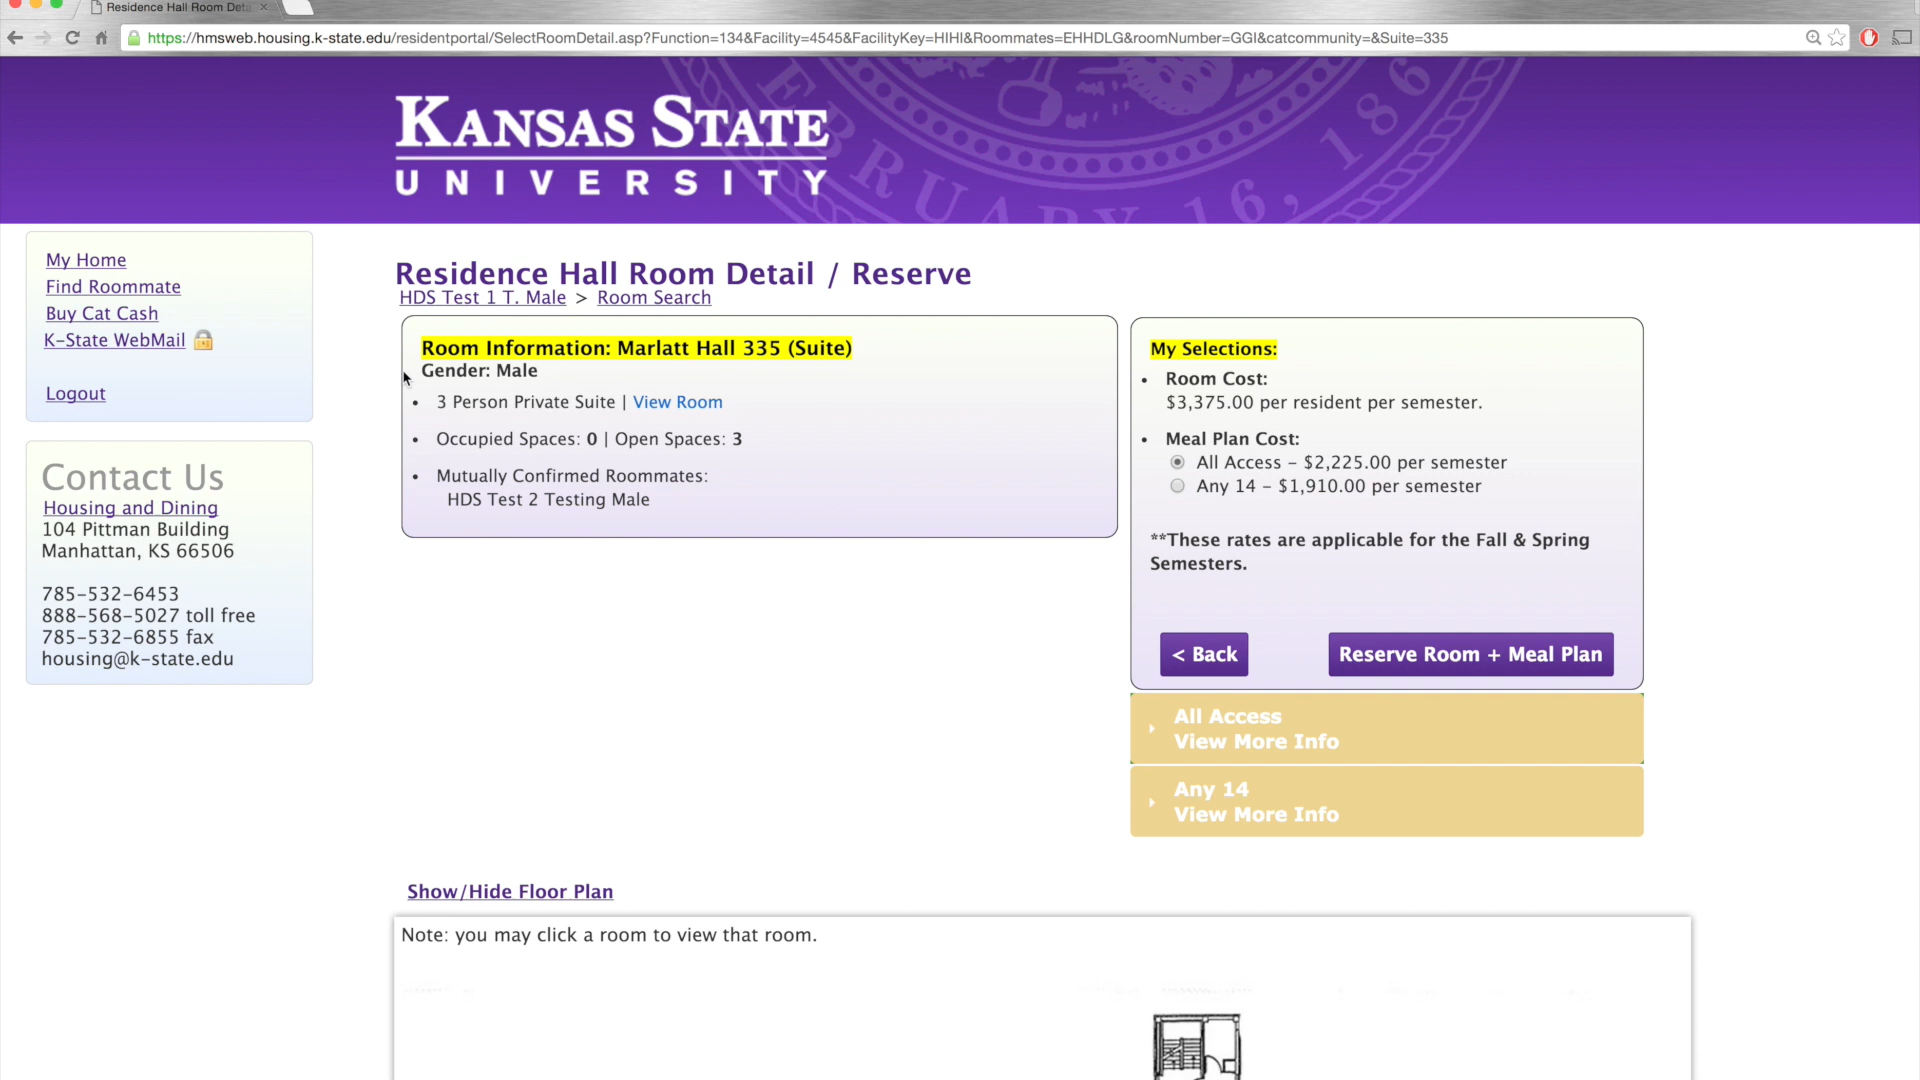 Residence Hall Room Deta
https://hmsweb.housing.k-state.edu/residentportal/SelectRoomDetail.asp?Function=134&Facility=4545&FacilityKey=HIHI&Roommates=EHHDLG&roomNumber=GGI&catcommunity=&Suite=335
KANSAS STATE
UNIVERSITY
EBRUARY 16, 186
My Home
Find Roommate
Buy Cat Cash
K-State WebMail
Logout
Contact Us
Housing and Dining
104 Pittman Building
Manhattan, KS 66506
785-532-6453
888-568-5027 toll free
785-532-6855 fax
housing@k-state.edu
Residence Hall Room Detail / Reserve
HDS Test 1 T. Male > Room Search
Room Information: Marlatt Hall 335 (Suite)
Gender: Male
• 3 Person Private Suite | View Room
• Occupied Spaces: 0 | Open Spaces: 3
• Mutually Confirmed Roommates:
HDS Test 2 Testing Male
My Selections:
• Room Cost:
$3,375.00 per resident per semester.
• Meal Plan Cost:
All Access – $2,225.00 per semester
Any 14 – $1,910.00 per semester
**These rates are applicable for the Fall & Spring
Semesters.
< Back
Reserve Room + Meal Plan
All Access
View More Info
Any 14
View More Info
Show/Hide Floor Plan
Note: you may click a room to view that room.